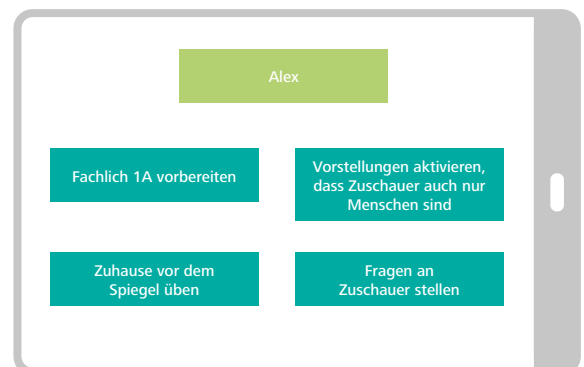 Alex
Fachlich 1A vorbereiten
Vorstellungen aktivieren,
dass Zuschauer auch nur
Menschen sind
Zuhause vor dem
Spiegel üben
Fragen an
Zuschauer stellen